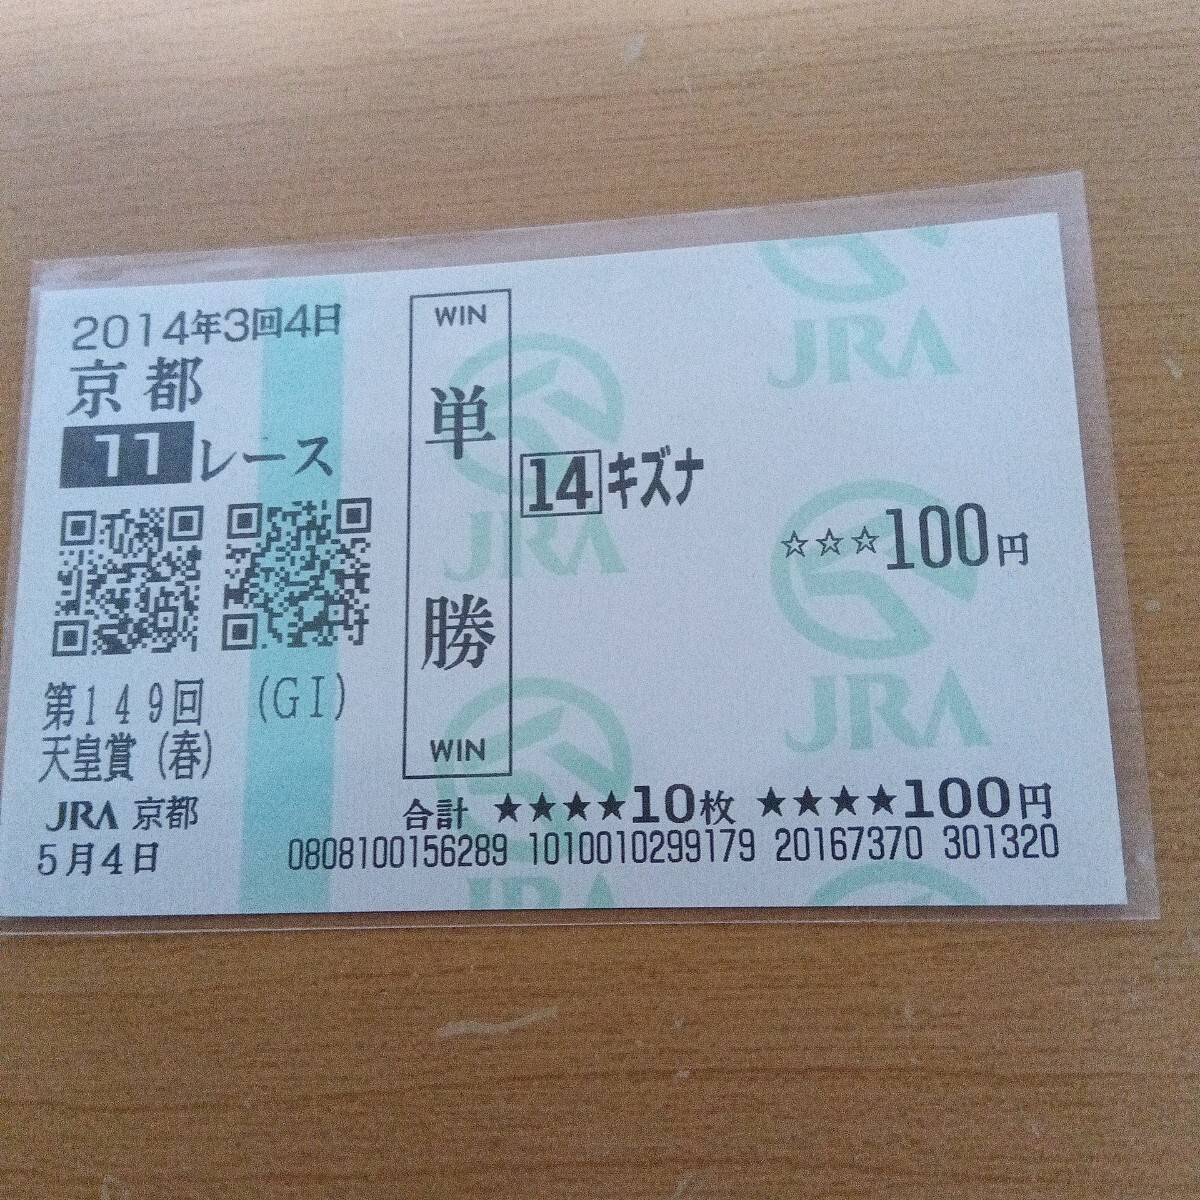 2014年3回4日
京都
11レース
第149回 (GI)
天皇賞(春)
JRA 京都
5月4日
WIN
単勝
WIN
14 キズナ
☆☆☆100円
合計 ★★★★10枚 ★★★★100円
0808100156289 1010010299179 20167370 301320
JRA
JRA
JRA
JRA